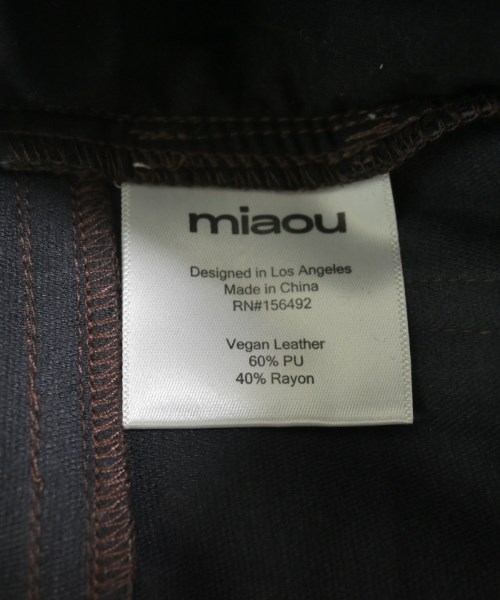 miaou
Designed in Los Angeles
Made in China
RN#156492
Vegan Leather
60% PU
40% Rayon